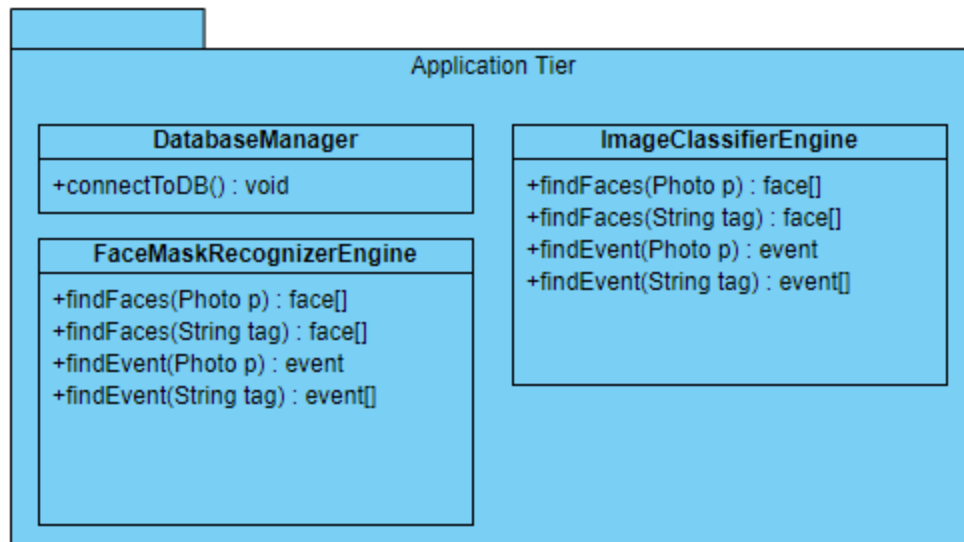 Application Tier
DatabaseManager
+connectToDB() : void
FaceMaskRecognizerEngine
+findFaces(Photo p) : face[]
+findFaces(String tag) : face[]
+findEvent(Photo p) : event
+findEvent(String tag) : event[]
ImageClassifierEngine
+findFaces(Photo p) : face[]
+findFaces(String tag) : face[]
+findEvent(Photo p) : event
+findEvent(String tag) : event[]